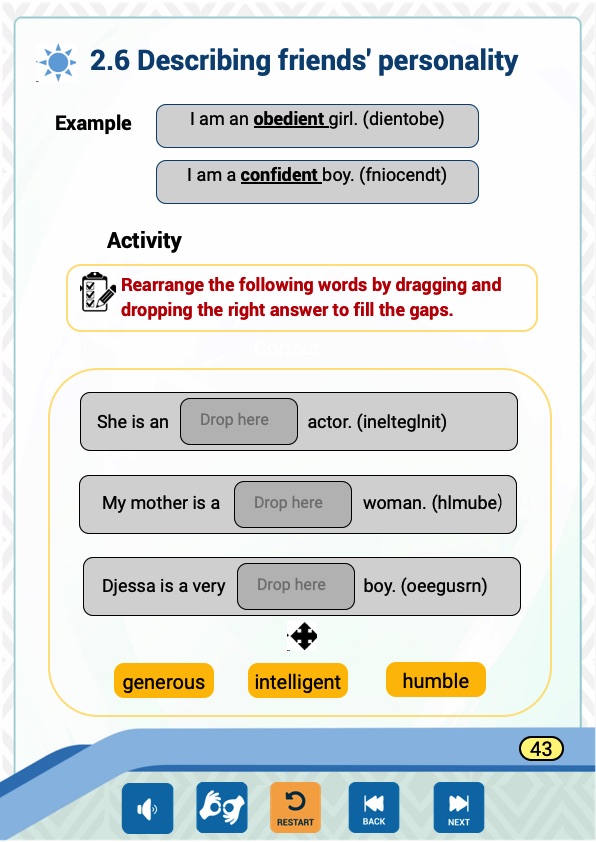 2.6 Describing friends' personality
Example
I am an obedient girl. (dientobe)
I am a confident boy. (fniocendt)
Activity
Rearrange the following words by dragging and
dropping the right answer to fill the gaps.
Correct
She is an Drop here actor. (inelteglnit)
My mother is a Drop here woman. (hlmube)
Djessa is a very Drop here boy. (oeegusrn)
generous intelligent humble
43
RESTART BACK NEXT